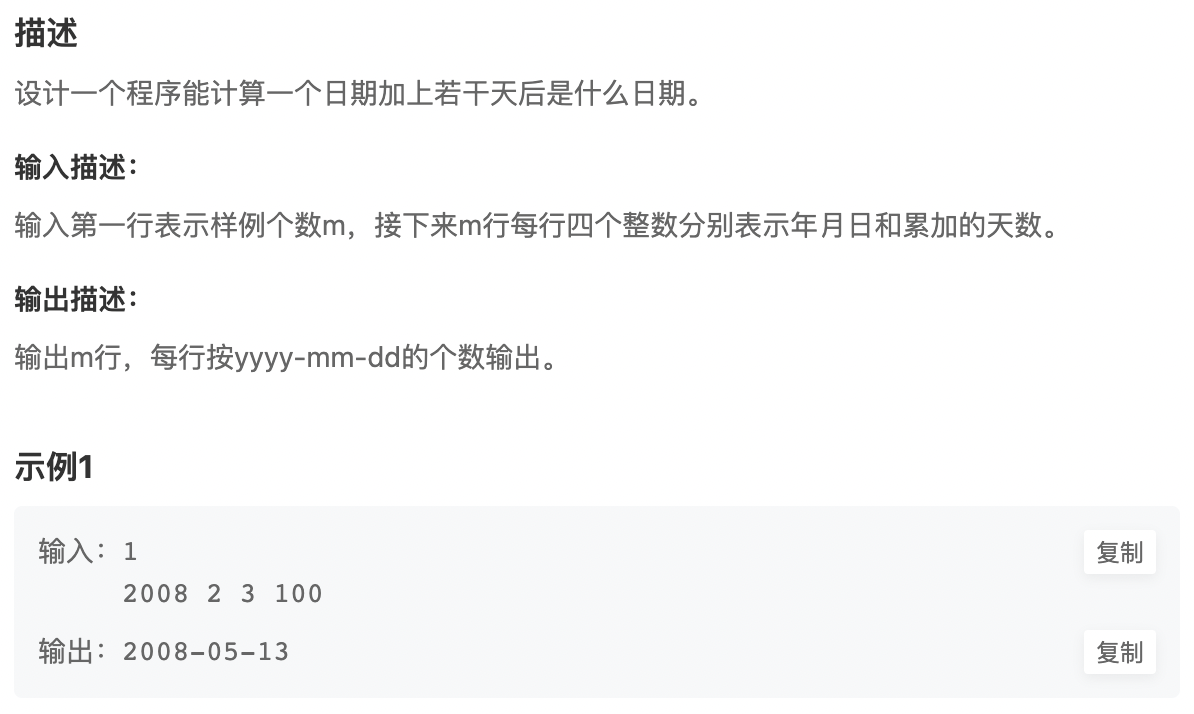 描述
设计一个程序能计算一个日期加上若干天后是什么日期。
输入描述：
输入第一行表示样例个数m，接下来m行每行四个整数分别表示年月日和累加的天数。
输出描述：
输出m行，每行按yyyy-mm-dd的个数输出。
示例1
输入：1 复制
2008 2 3 100
输出：2008-05-13 复制